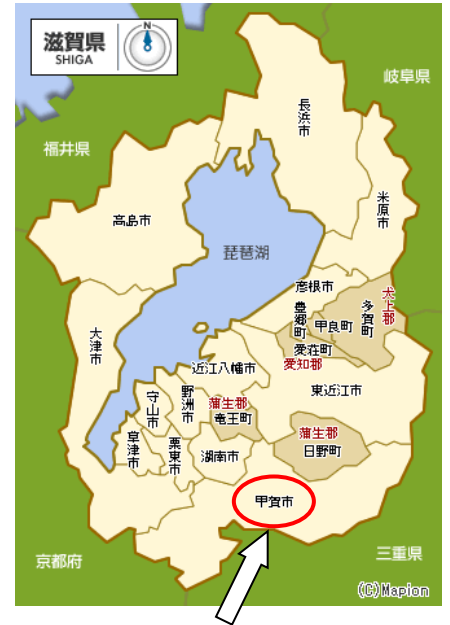 滋賀県
SHIGA
N
岐阜県
長浜市
福井県
米原市
高島市
琵琶湖
彦根市
犬上郡
多賀町
豊郷町
甲良町
大津市
愛荘町
愛知郡
近江八幡市
東近江市
守山市
野洲市
蒲生郡
竜王町
草津市
栗東市
湖南市
蒲生郡
日野町
甲賀市
京都府
三重県
(C)Mapion